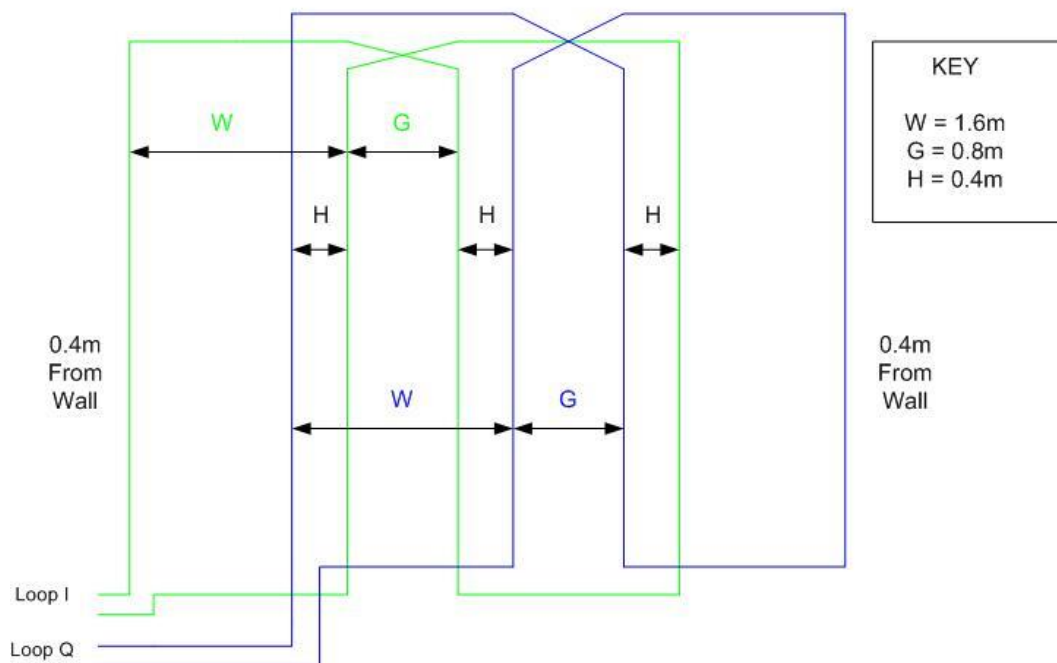 KEY
W = 1.6m
G = 0.8m
H = 0.4m
W
G
H
H
H
0.4m
From
Wall
0.4m
From
Wall
W
G
Loop I
Loop Q